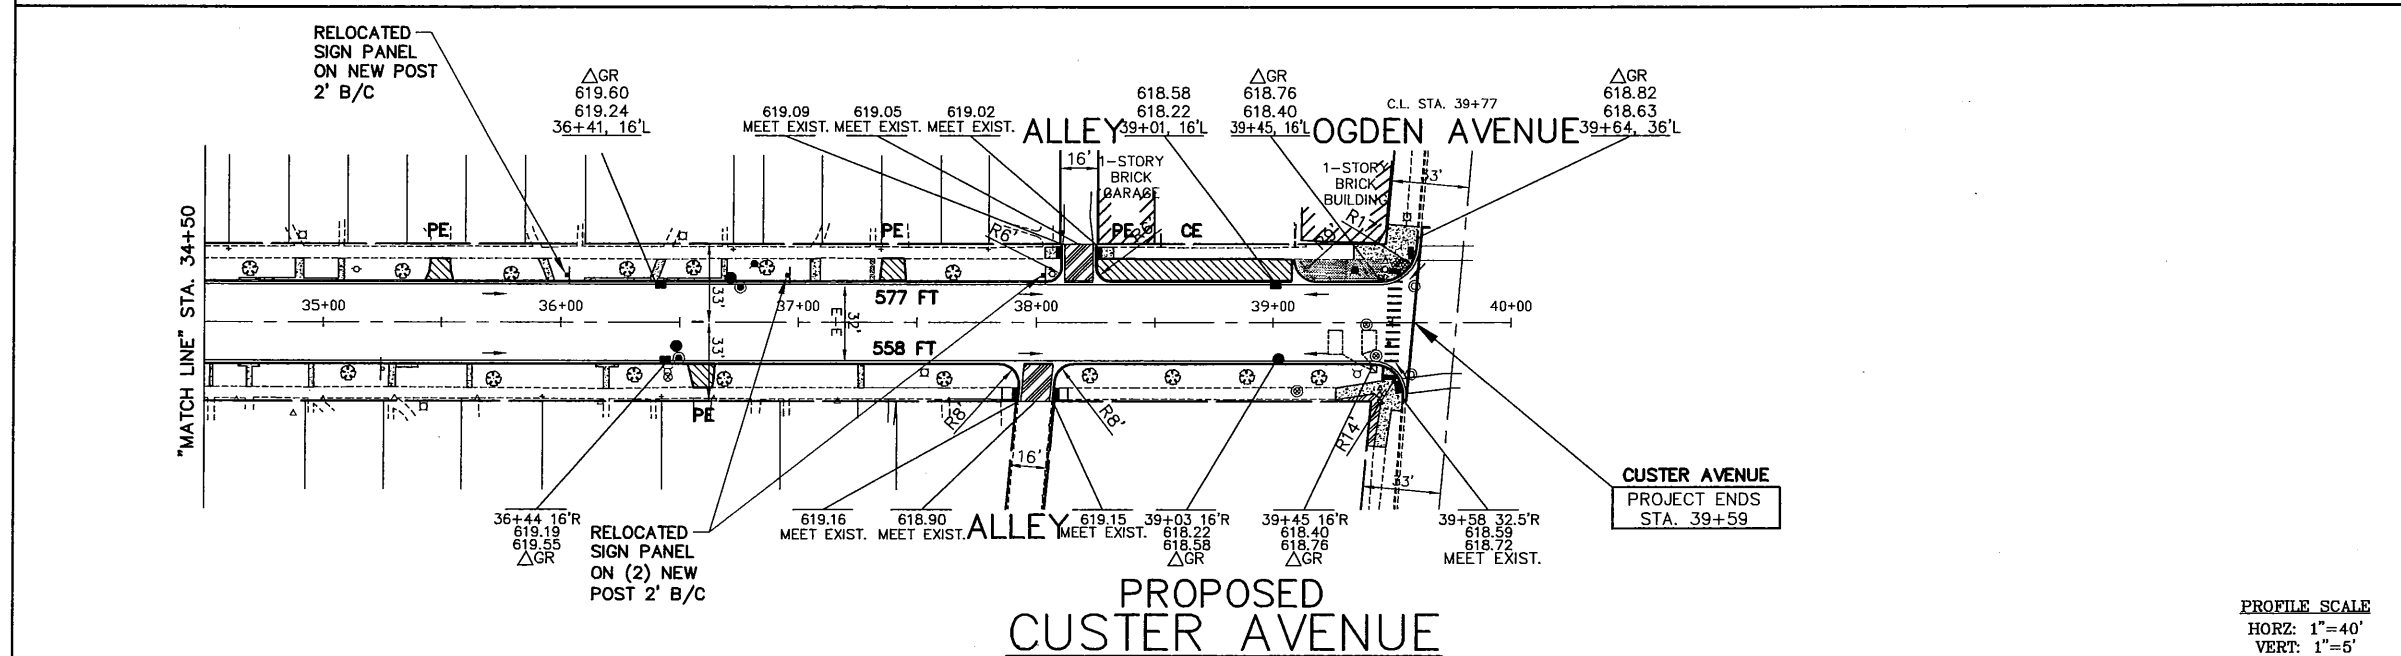 RELOCATED
SIGN PANEL
ON NEW POST
2' B/C
△GR
619.60
619.24
36+41, 16'L
619.09
MEET EXIST.
619.05
MEET EXIST.
619.02
MEET EXIST.
ALLEY
618.58
618.22
39+01, 16'L
△GR
618.76
618.40
39+45, 16'L
C.L. STA. 39+77
OGDEN AVENUE
△GR
618.82
618.63
39+64, 36'L
16'
1-STORY
BRICK
GARAGE
1-STORY
BRICK
BUILDING
33'
"MATCH LINE" STA. 34+50
PE
PE
R6'
PE
R6'
CE
35+00
36+00
33'
37+00
577 FT
38+00
39+00
40+00
33'
32'
E-E
558 FT
PE
R8'
R8'
R14'
16'
33'
CUSTER AVENUE
PROJECT ENDS
STA. 39+59
36+44 16'R
619.19
619.55
△GR
RELOCATED
SIGN PANEL
ON (2) NEW
POST 2' B/C
619.16
MEET EXIST.
618.90
MEET EXIST.
ALLEY
619.15
MEET EXIST.
39+03 16'R
618.22
618.58
△GR
39+45 16'R
618.40
618.76
△GR
39+58 32.5'R
618.59
618.72
MEET EXIST.
PROPOSED
CUSTER AVENUE
PROFILE SCALE
HORZ: 1"=40'
VERT: 1"=5'